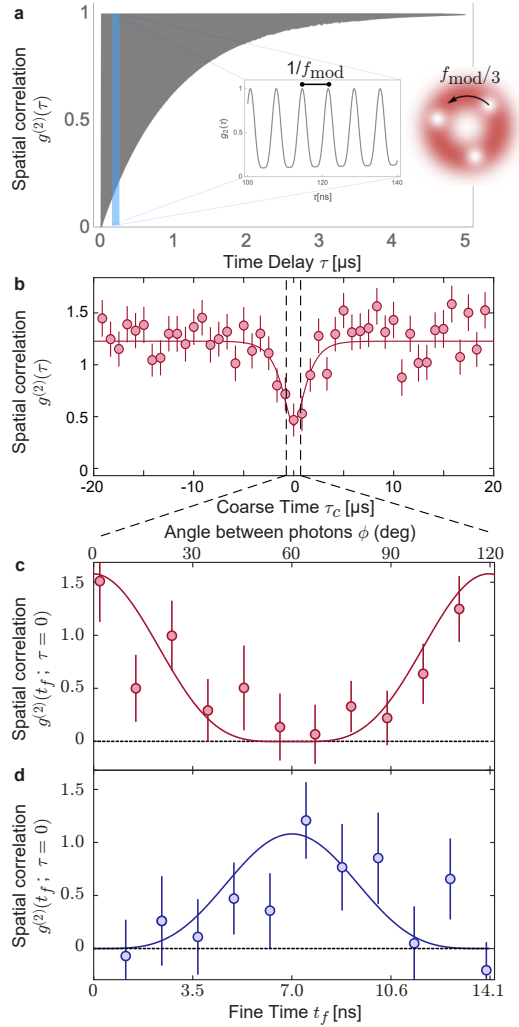 a
Spatial correlation
g⁽²⁾(τ)
1
0.5
0
0 1 2 3 4 5
Time Delay τ [μs]
1/f_mod
g₂(τ)
1
0.5
0
100 120 140
τ[ns]
f_mod/3
b
Spatial correlation
g⁽²⁾(τ)
1.5
1.0
0.5
0
-20 -10 0 10 20
Coarse Time τ_c [μs]
Angle between photons ϕ (deg)
0 30 60 90 120
c
Spatial correlation
g⁽²⁾(t_f ; τ = 0)
1.5
1.0
0.5
0
d
Spatial correlation
g⁽²⁾(t_f ; τ = 0)
1.5
1.0
0.5
0
0 3.5 7.0 10.6 14.1
Fine Time t_f [ns]